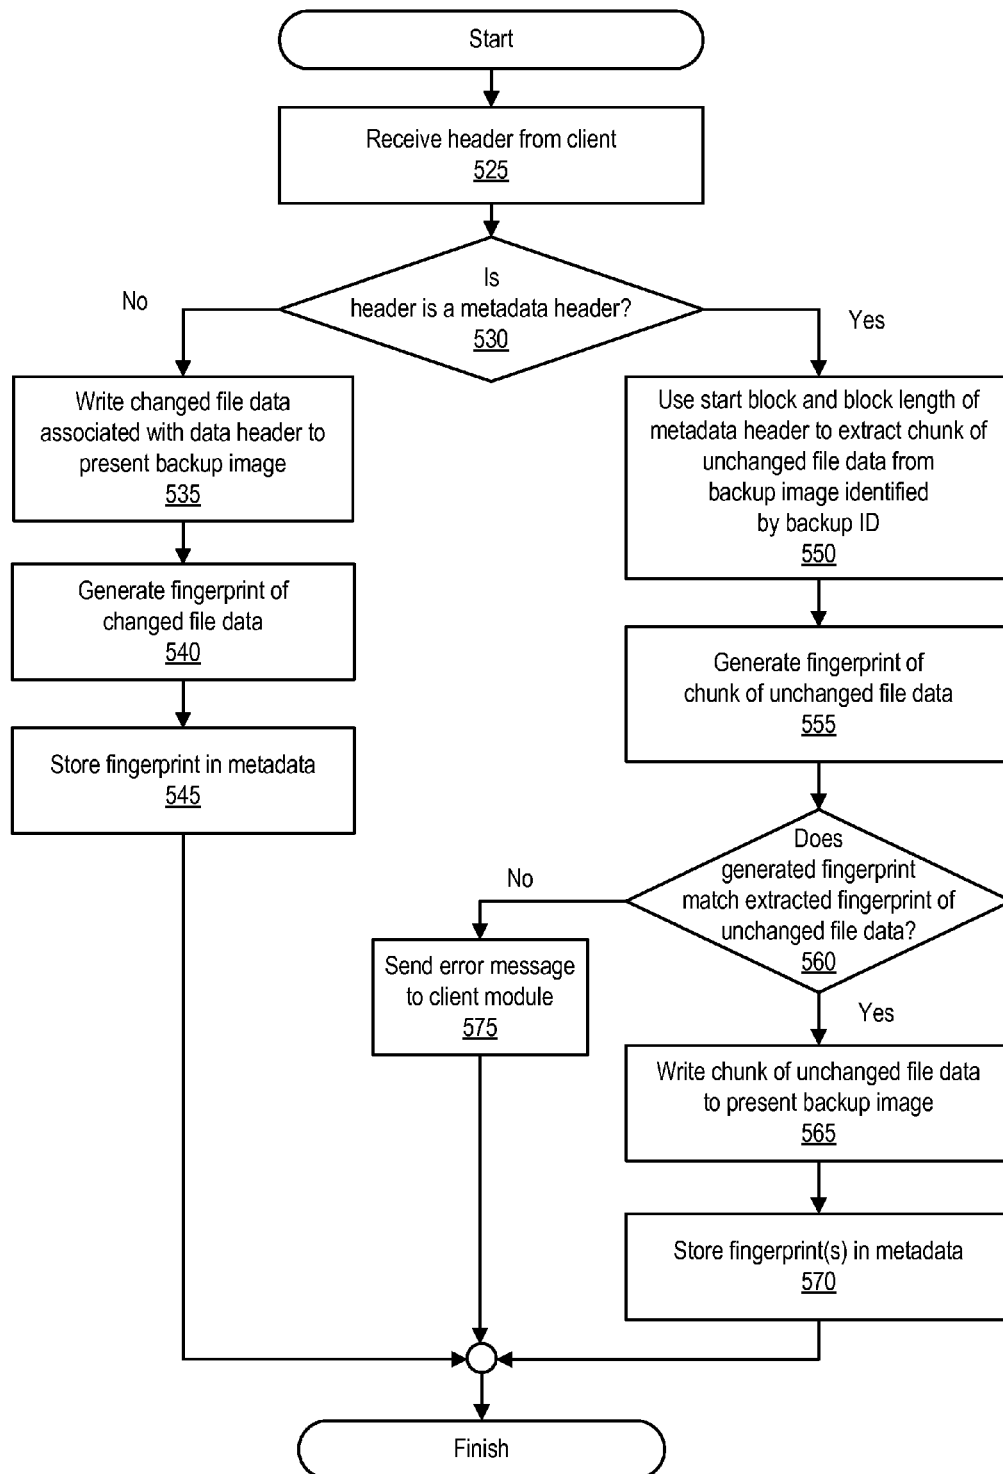 Start
Receive header from client
525
Is
header is a metadata header?
530
No
Yes
Write changed file data
associated with data header to
present backup image
535
Generate fingerprint of
changed file data
540
Store fingerprint in metadata
545
Use start block and block length of
metadata header to extract chunk of
unchanged file data from
backup image identified
by backup ID
550
Generate fingerprint of
chunk of unchanged file data
555
Does
generated fingerprint
match extracted fingerprint of
unchanged file data?
560
No
Yes
Send error message
to client module
575
Write chunk of unchanged file data
to present backup image
565
Store fingerprint(s) in metadata
570
Finish